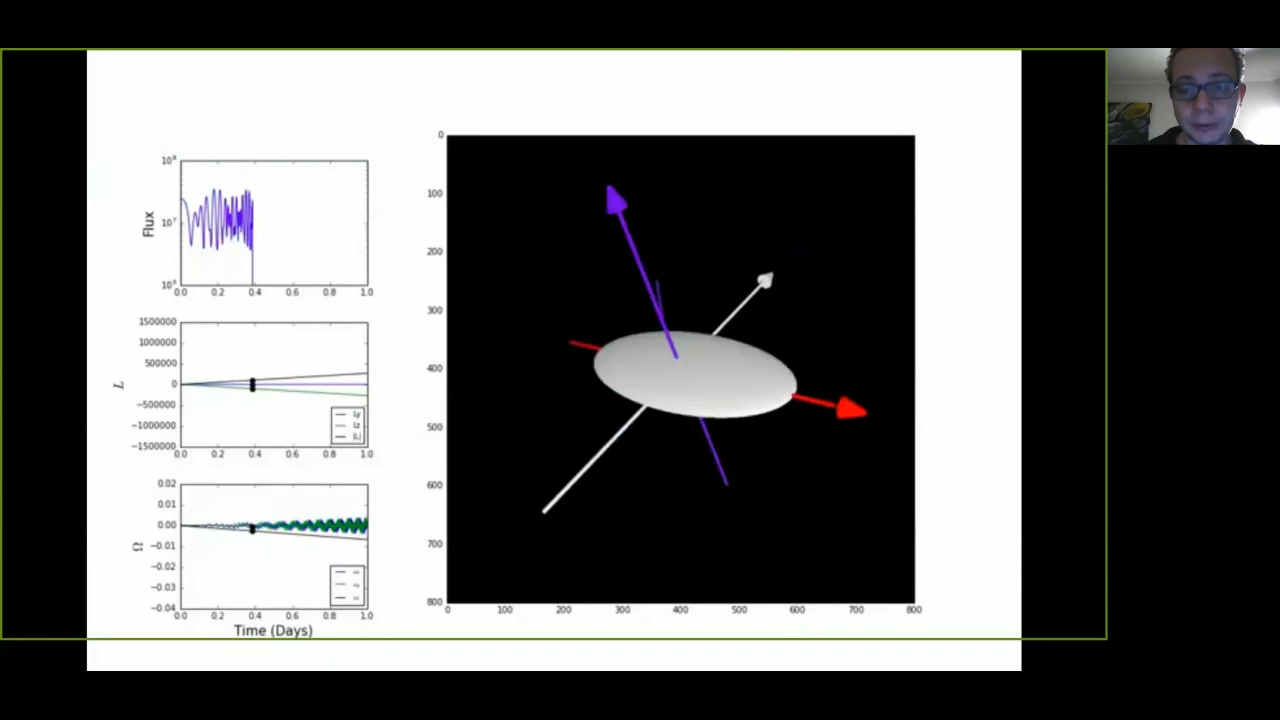 Flux
10⁸
10⁷
10⁶
0.0 0.2 0.4 0.6 0.8 1.0
L
1500000
1000000
500000
0
−500000
−1000000
−1500000
Ly
Lz
|L|
0.0 0.2 0.4 0.6 0.8 1.0
Ω
0.02
0.01
0.00
−0.01
−0.02
−0.03
−0.04
0.0 0.2 0.4 0.6 0.8 1.0
Time (Days)
0
100
200
300
400
500
600
700
800
0 100 200 300 400 500 600 700 800